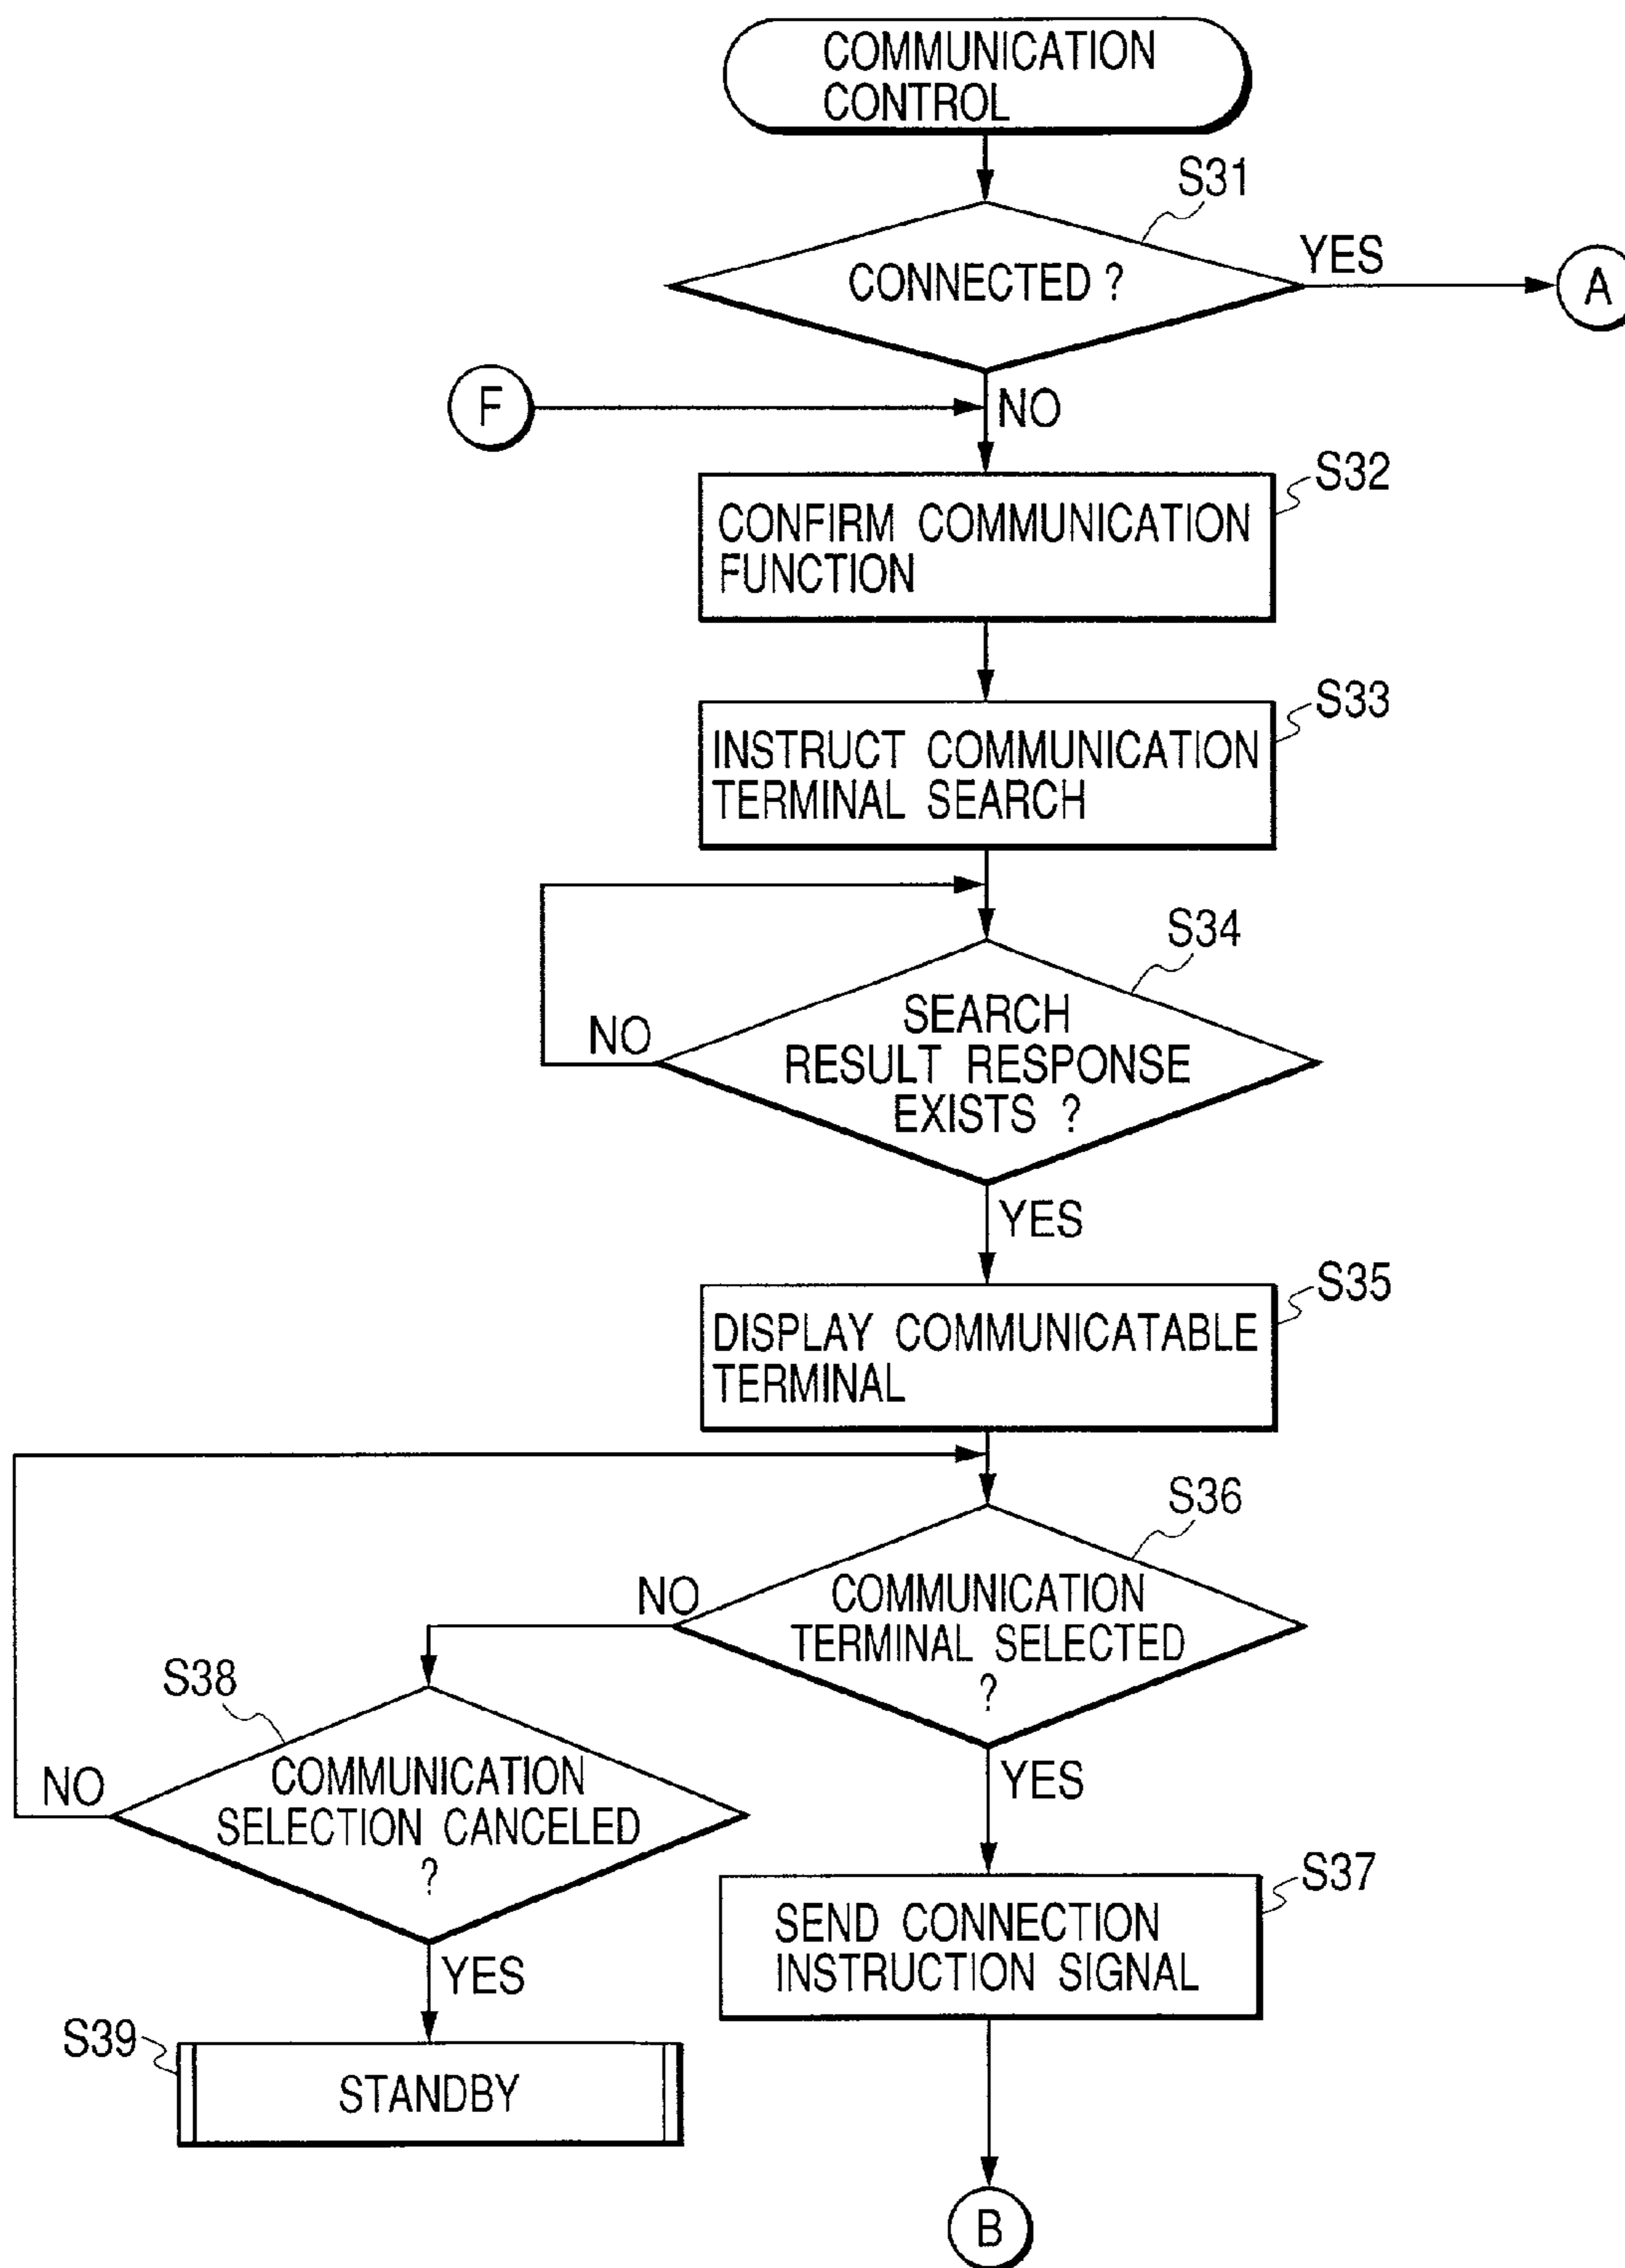 COMMUNICATION
CONTROL
S31
CONNECTED ?
YES
A
F
NO
S32
CONFIRM COMMUNICATION
FUNCTION
S33
INSTRUCT COMMUNICATION
TERMINAL SEARCH
S34
SEARCH
RESULT RESPONSE
EXISTS ?
NO
YES
S35
DISPLAY COMMUNICATABLE
TERMINAL
S36
COMMUNICATION
TERMINAL SELECTED
?
NO
S38
COMMUNICATION
SELECTION CANCELED
?
NO
YES
YES
S37
SEND CONNECTION
INSTRUCTION SIGNAL
S39
STANDBY
B